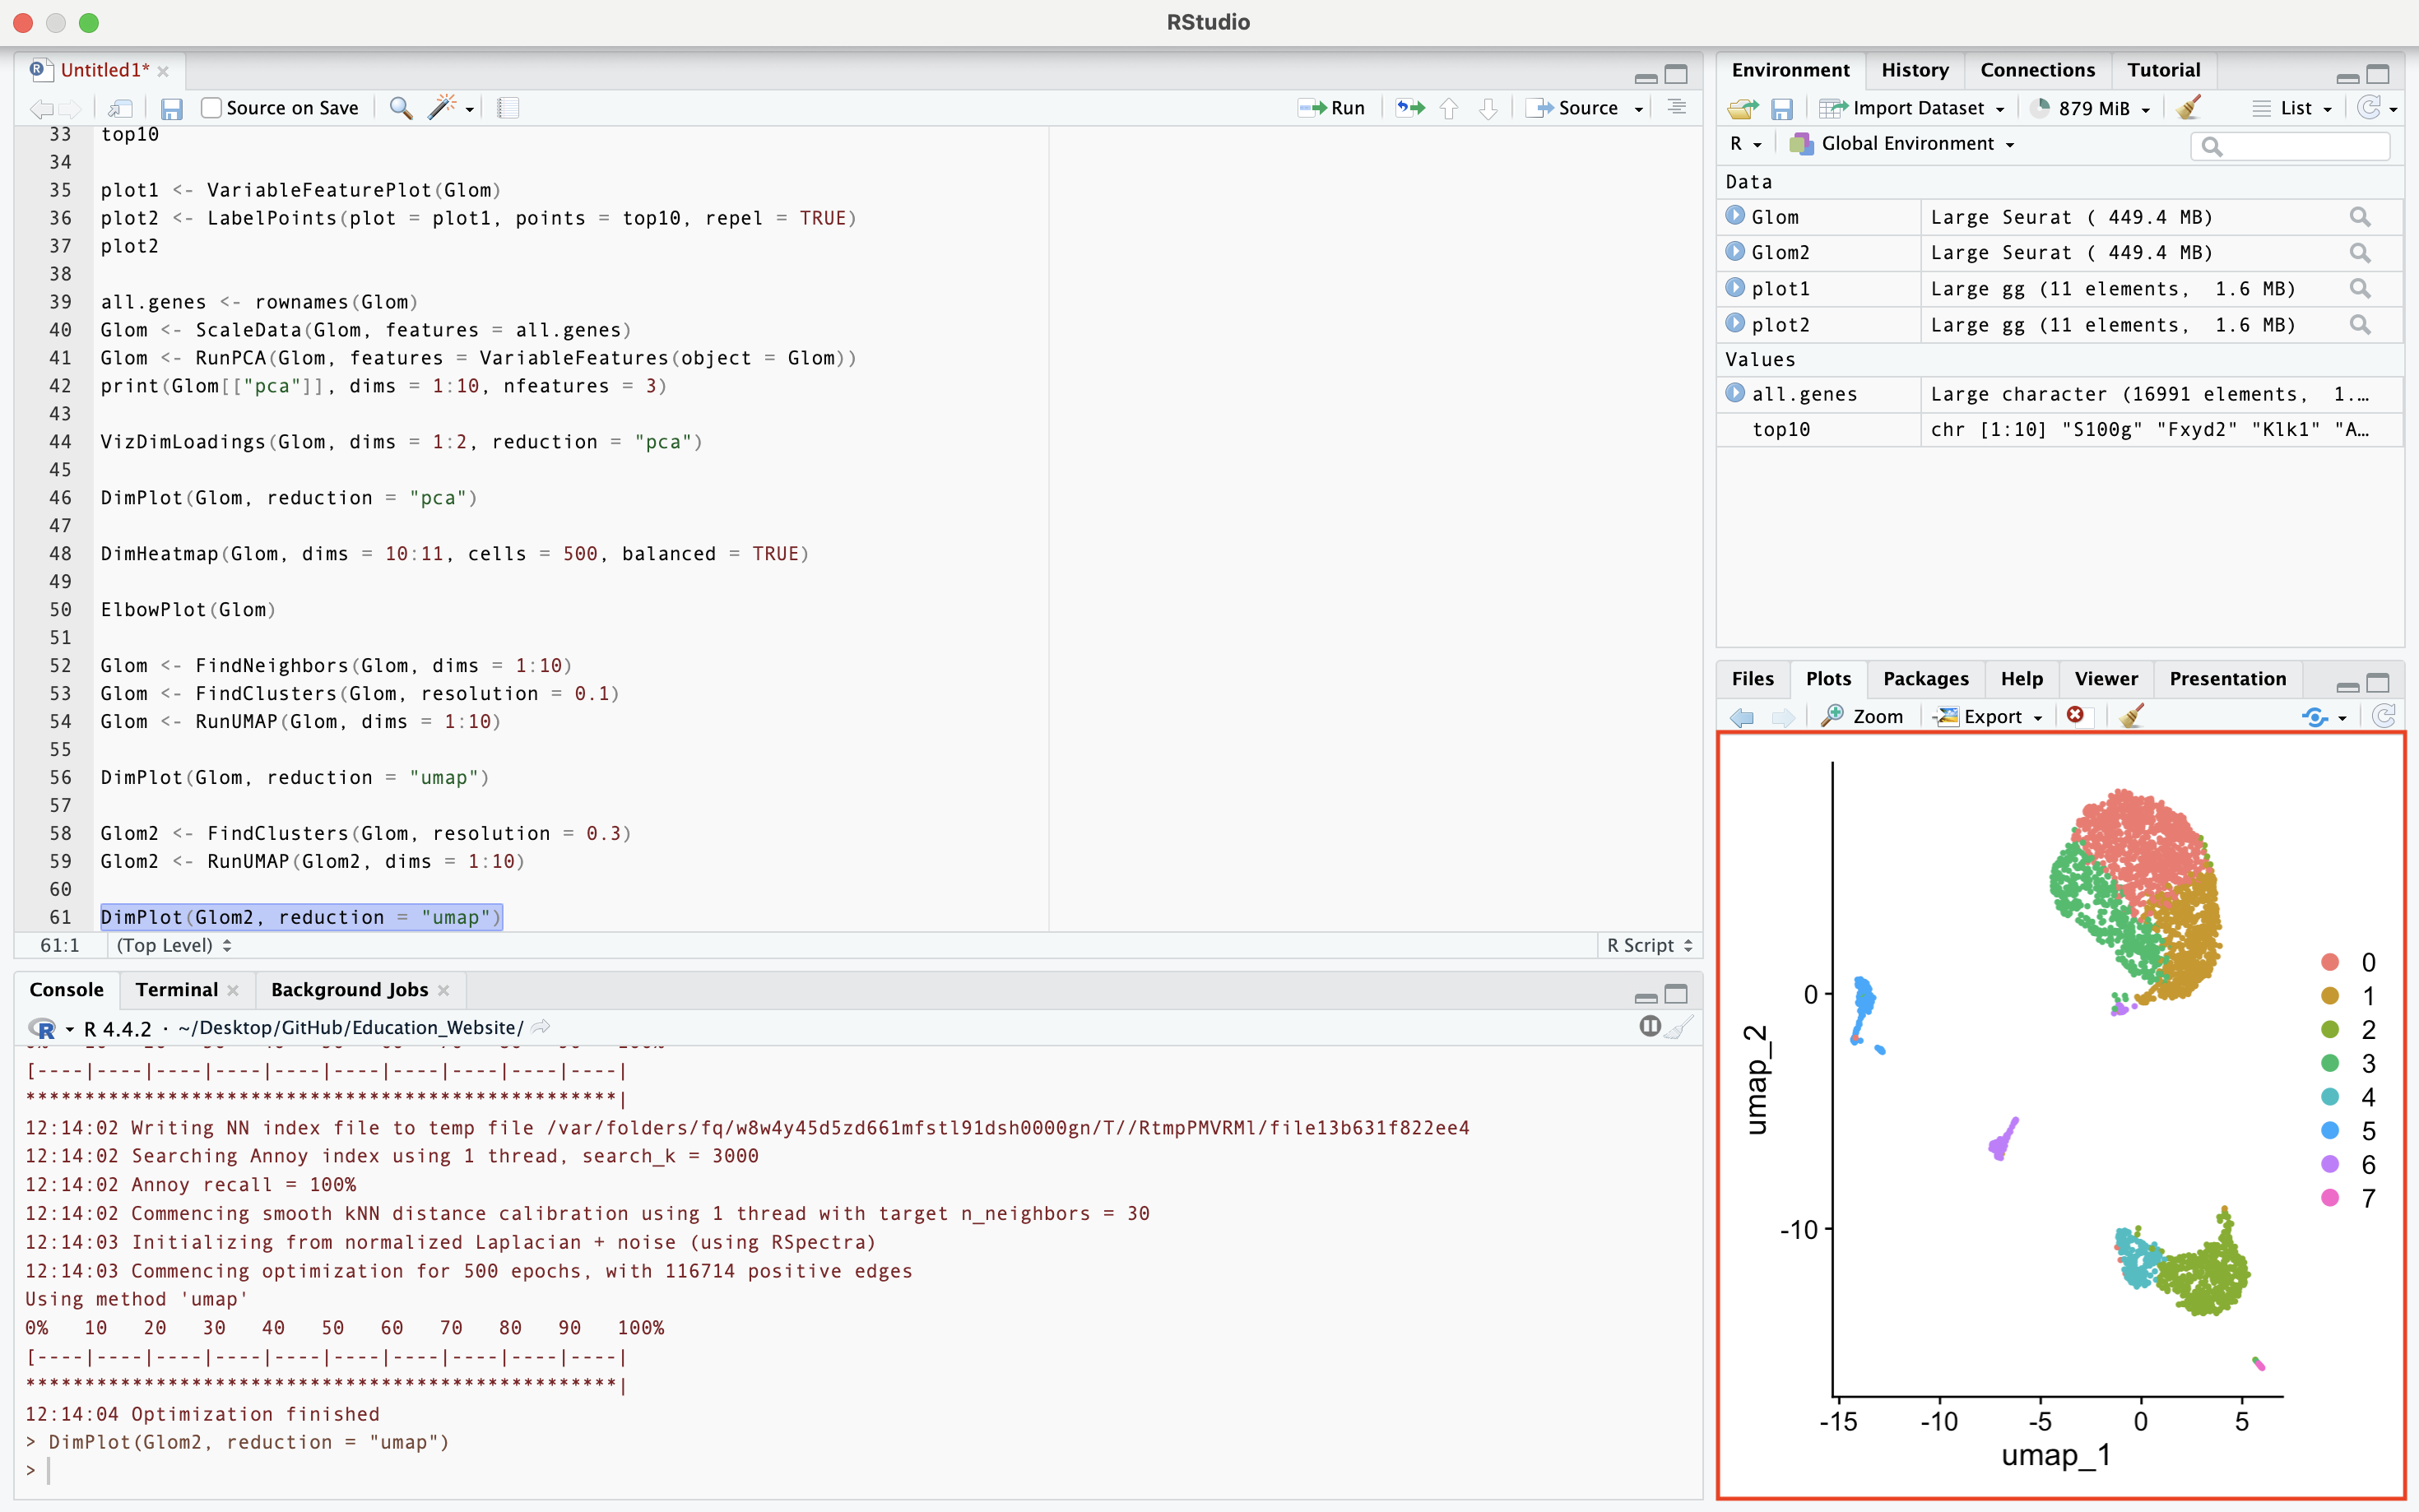 RStudio
Untitled1*
Source on Save
Run
Source
33 top10
34
35 plot1 <- VariableFeaturePlot(Glom)
36 plot2 <- LabelPoints(plot = plot1, points = top10, repel = TRUE)
37 plot2
38
39 all.genes <- rownames(Glom)
40 Glom <- ScaleData(Glom, features = all.genes)
41 Glom <- RunPCA(Glom, features = VariableFeatures(object = Glom))
42 print(Glom[["pca"]], dims = 1:10, nfeatures = 3)
43
44 VizDimLoadings(Glom, dims = 1:2, reduction = "pca")
45
46 DimPlot(Glom, reduction = "pca")
47
48 DimHeatmap(Glom, dims = 10:11, cells = 500, balanced = TRUE)
49
50 ElbowPlot(Glom)
51
52 Glom <- FindNeighbors(Glom, dims = 1:10)
53 Glom <- FindClusters(Glom, resolution = 0.1)
54 Glom <- RunUMAP(Glom, dims = 1:10)
55
56 DimPlot(Glom, reduction = "umap")
57
58 Glom2 <- FindClusters(Glom, resolution = 0.3)
59 Glom2 <- RunUMAP(Glom2, dims = 1:10)
60
61 DimPlot(Glom2, reduction = "umap")
61:1 (Top Level) R Script
Console Terminal Background Jobs
R 4.4.2 · ~/Desktop/GitHub/Education_Website/
[----|----|----|----|----|----|----|----|----|----|
**************************************************|
12:14:02 Writing NN index file to temp file /var/folders/fq/w8w4y45d5zd661mfstl91dsh0000gn/T//RtmpPMVRMl/file13b631f822ee4
12:14:02 Searching Annoy index using 1 thread, search_k = 3000
12:14:02 Annoy recall = 100%
12:14:02 Commencing smooth kNN distance calibration using 1 thread with target n_neighbors = 30
12:14:03 Initializing from normalized Laplacian + noise (using RSpectra)
12:14:03 Commencing optimization for 500 epochs, with 116714 positive edges
Using method 'umap'
0% 10 20 30 40 50 60 70 80 90 100%
[----|----|----|----|----|----|----|----|----|----|
**************************************************|
12:14:04 Optimization finished
> DimPlot(Glom2, reduction = "umap")
>
Environment History Connections Tutorial
Import Dataset 879 MiB List
R Global Environment
Data
Glom Large Seurat ( 449.4 MB)
Glom2 Large Seurat ( 449.4 MB)
plot1 Large gg (11 elements, 1.6 MB)
plot2 Large gg (11 elements, 1.6 MB)
Values
all.genes Large character (16991 elements, 1.…
top10 chr [1:10] "S100g" "Fxyd2" "Klk1" "A…
Files Plots Packages Help Viewer Presentation
Zoom Export
umap_2
0
-10
0
1
2
3
4
5
6
7
-15 -10 -5 0 5
umap_1